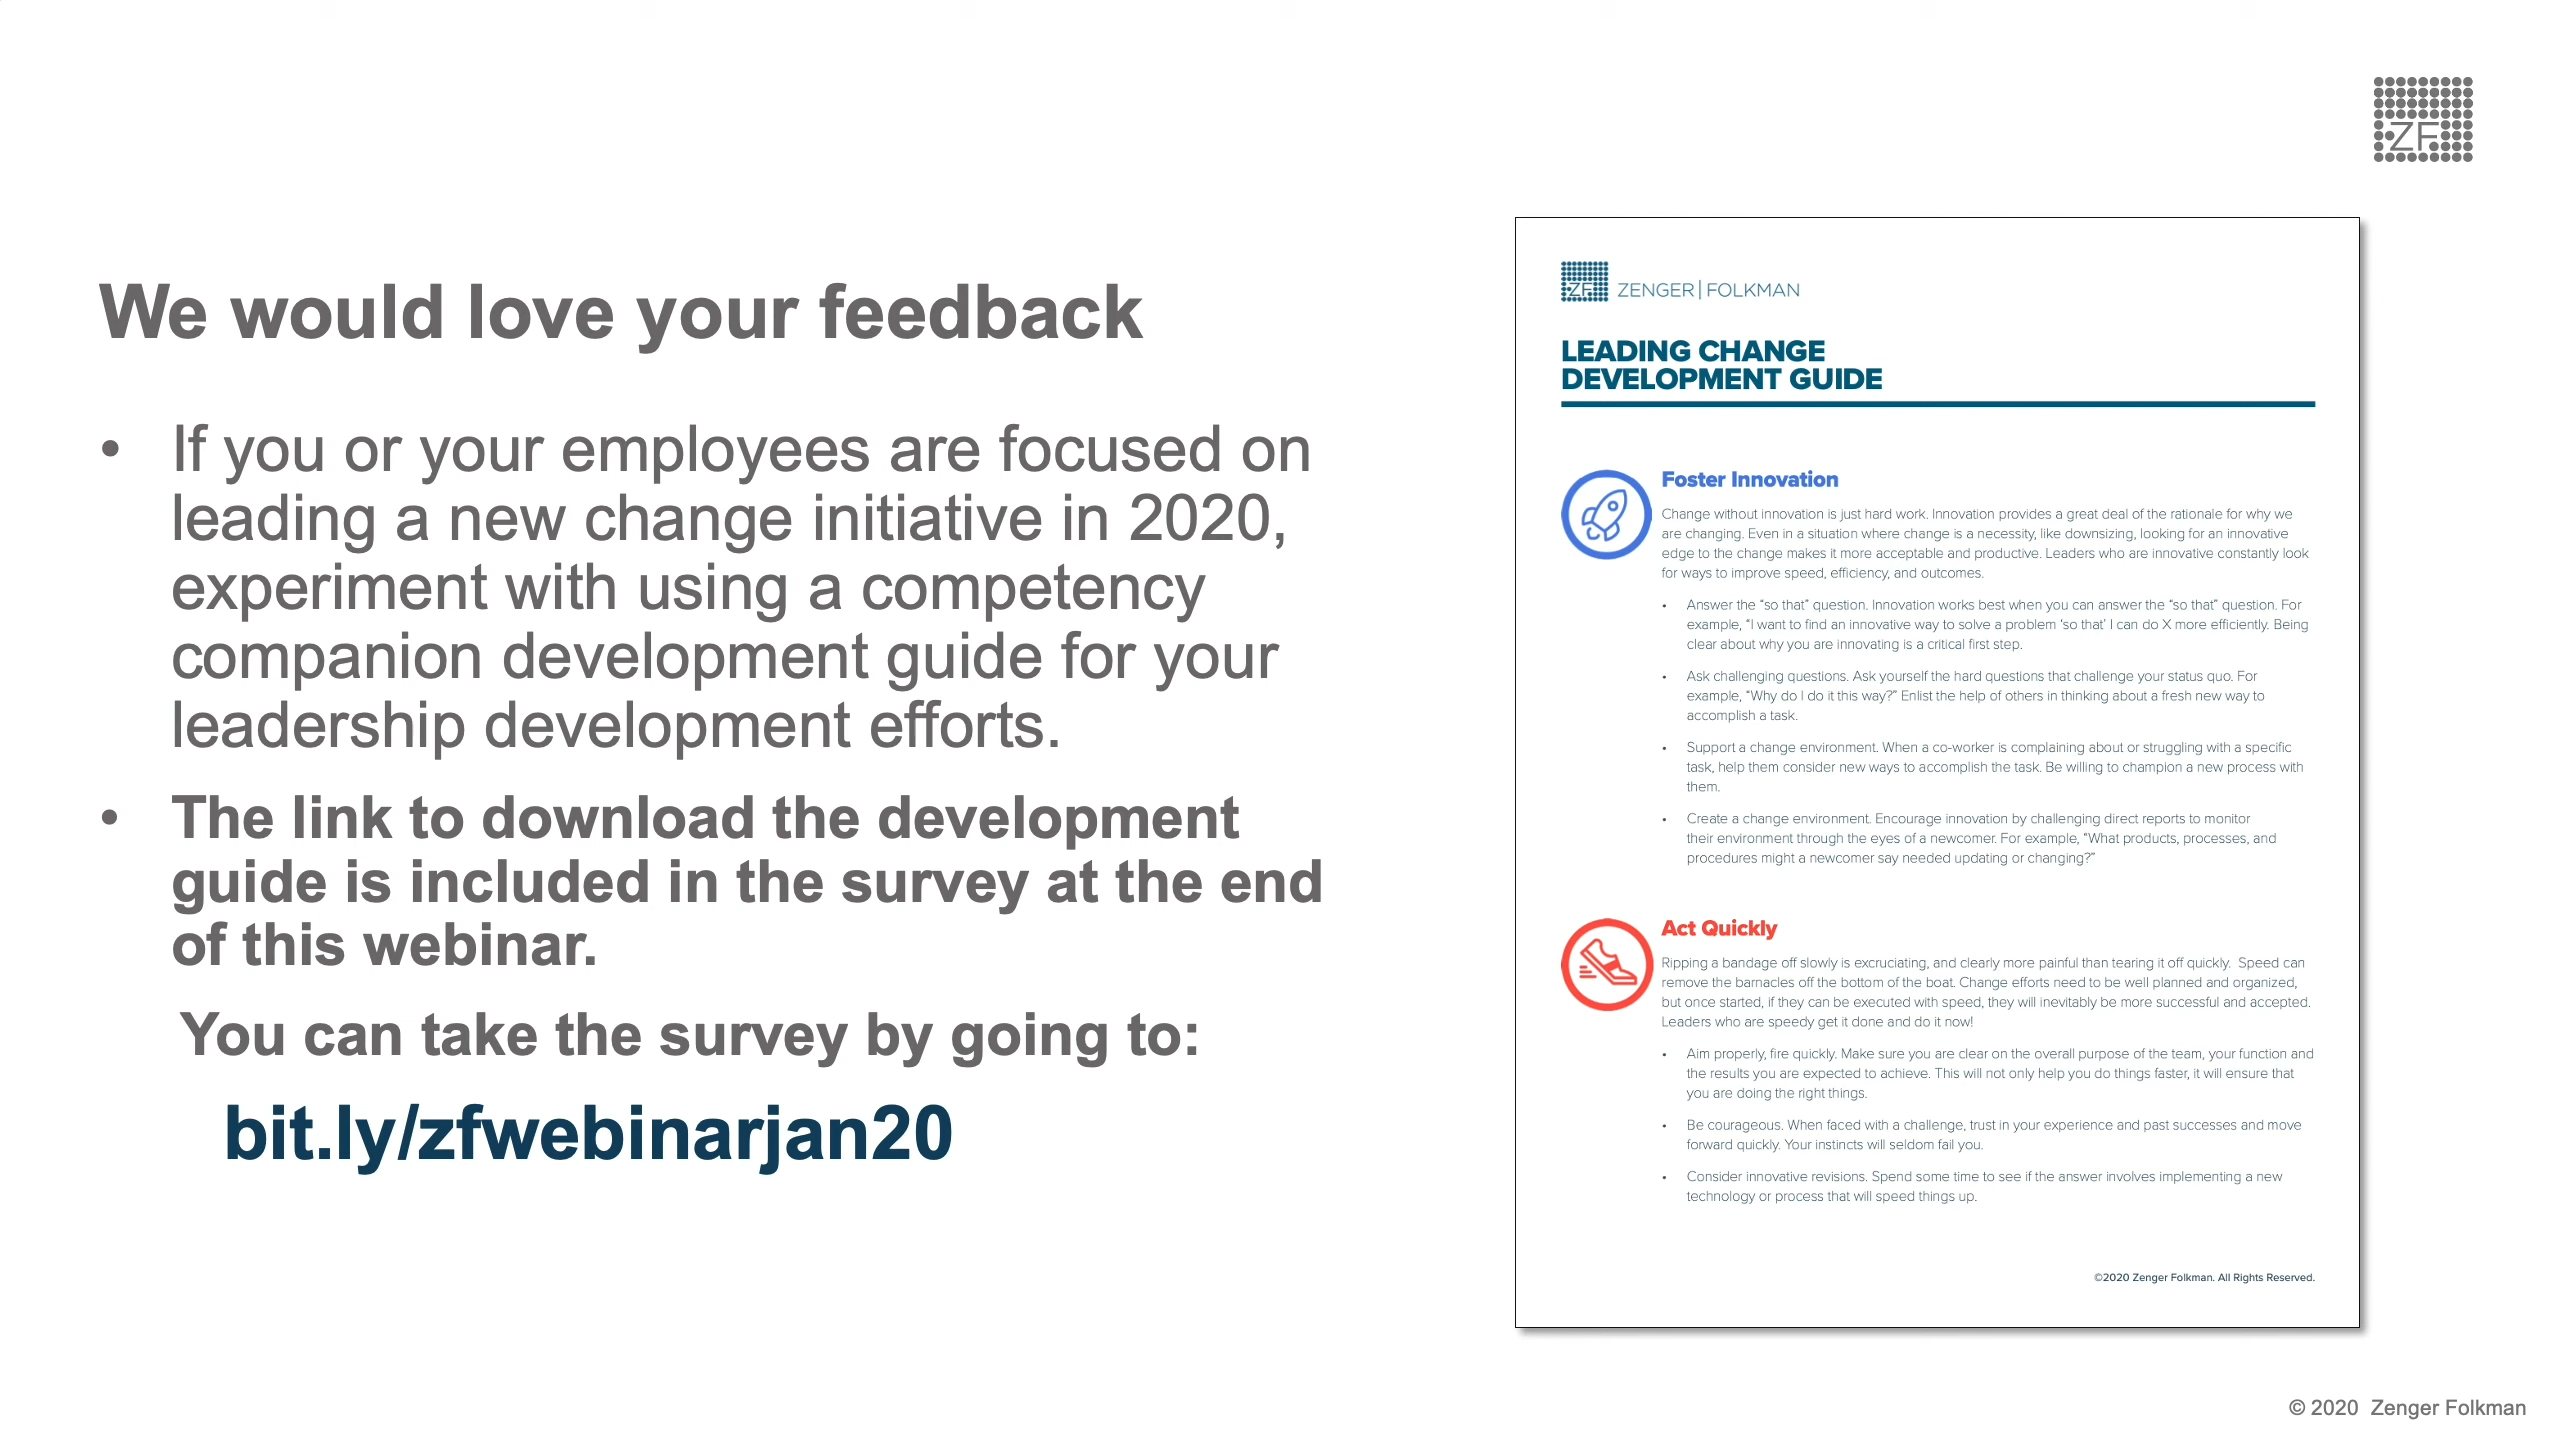 ZF
We would love your feedback
• If you or your employees are focused on
leading a new change initiative in 2020,
experiment with using a competency
companion development guide for your
leadership development efforts.
• The link to download the development
guide is included in the survey at the end
of this webinar.
You can take the survey by going to:
bit.ly/zfwebinarjan20
ZF ZENGER|FOLKMAN
LEADING CHANGE
DEVELOPMENT GUIDE
Foster Innovation
Change without innovation is just hard work. Innovation provides a great deal of the rationale for why we
are changing. Even in a situation where change is a necessity, like downsizing, looking for an innovative
edge to the change makes it more acceptable and productive. Leaders who are innovative constantly look
for ways to improve speed, efficiency, and outcomes.
• Answer the “so that” question. Innovation works best when you can answer the “so that” question. For
example, “I want to find an innovative way to solve a problem ‘so that’ I can do X more efficiently. Being
clear about why you are innovating is a critical first step.
• Ask challenging questions. Ask yourself the hard questions that challenge your status quo. For
example, “Why do I do it this way?” Enlist the help of others in thinking about a fresh new way to
accomplish a task.
• Support a change environment. When a co-worker is complaining about or struggling with a specific
task, help them consider new ways to accomplish the task. Be willing to champion a new process with
them.
• Create a change environment. Encourage innovation by challenging direct reports to monitor
their environment through the eyes of a newcomer. For example, “What products, processes, and
procedures might a newcomer say needed updating or changing?”
Act Quickly
Ripping a bandage off slowly is excruciating, and clearly more painful than tearing it off quickly. Speed can
remove the barnacles off the bottom of the boat. Change efforts need to be well planned and organized,
but once started, if they can be executed with speed, they will inevitably be more successful and accepted.
Leaders who are speedy get it done and do it now!
• Aim properly, fire quickly. Make sure you are clear on the overall purpose of the team, your function and
the results you are expected to achieve. This will not only help you do things faster, it will ensure that
you are doing the right things.
• Be courageous. When faced with a challenge, trust in your experience and past successes and move
forward quickly. Your instincts will seldom fail you.
• Consider innovative revisions. Spend some time to see if the answer involves implementing a new
technology or process that will speed things up.
©2020 Zenger Folkman. All Rights Reserved.
© 2020 Zenger Folkman